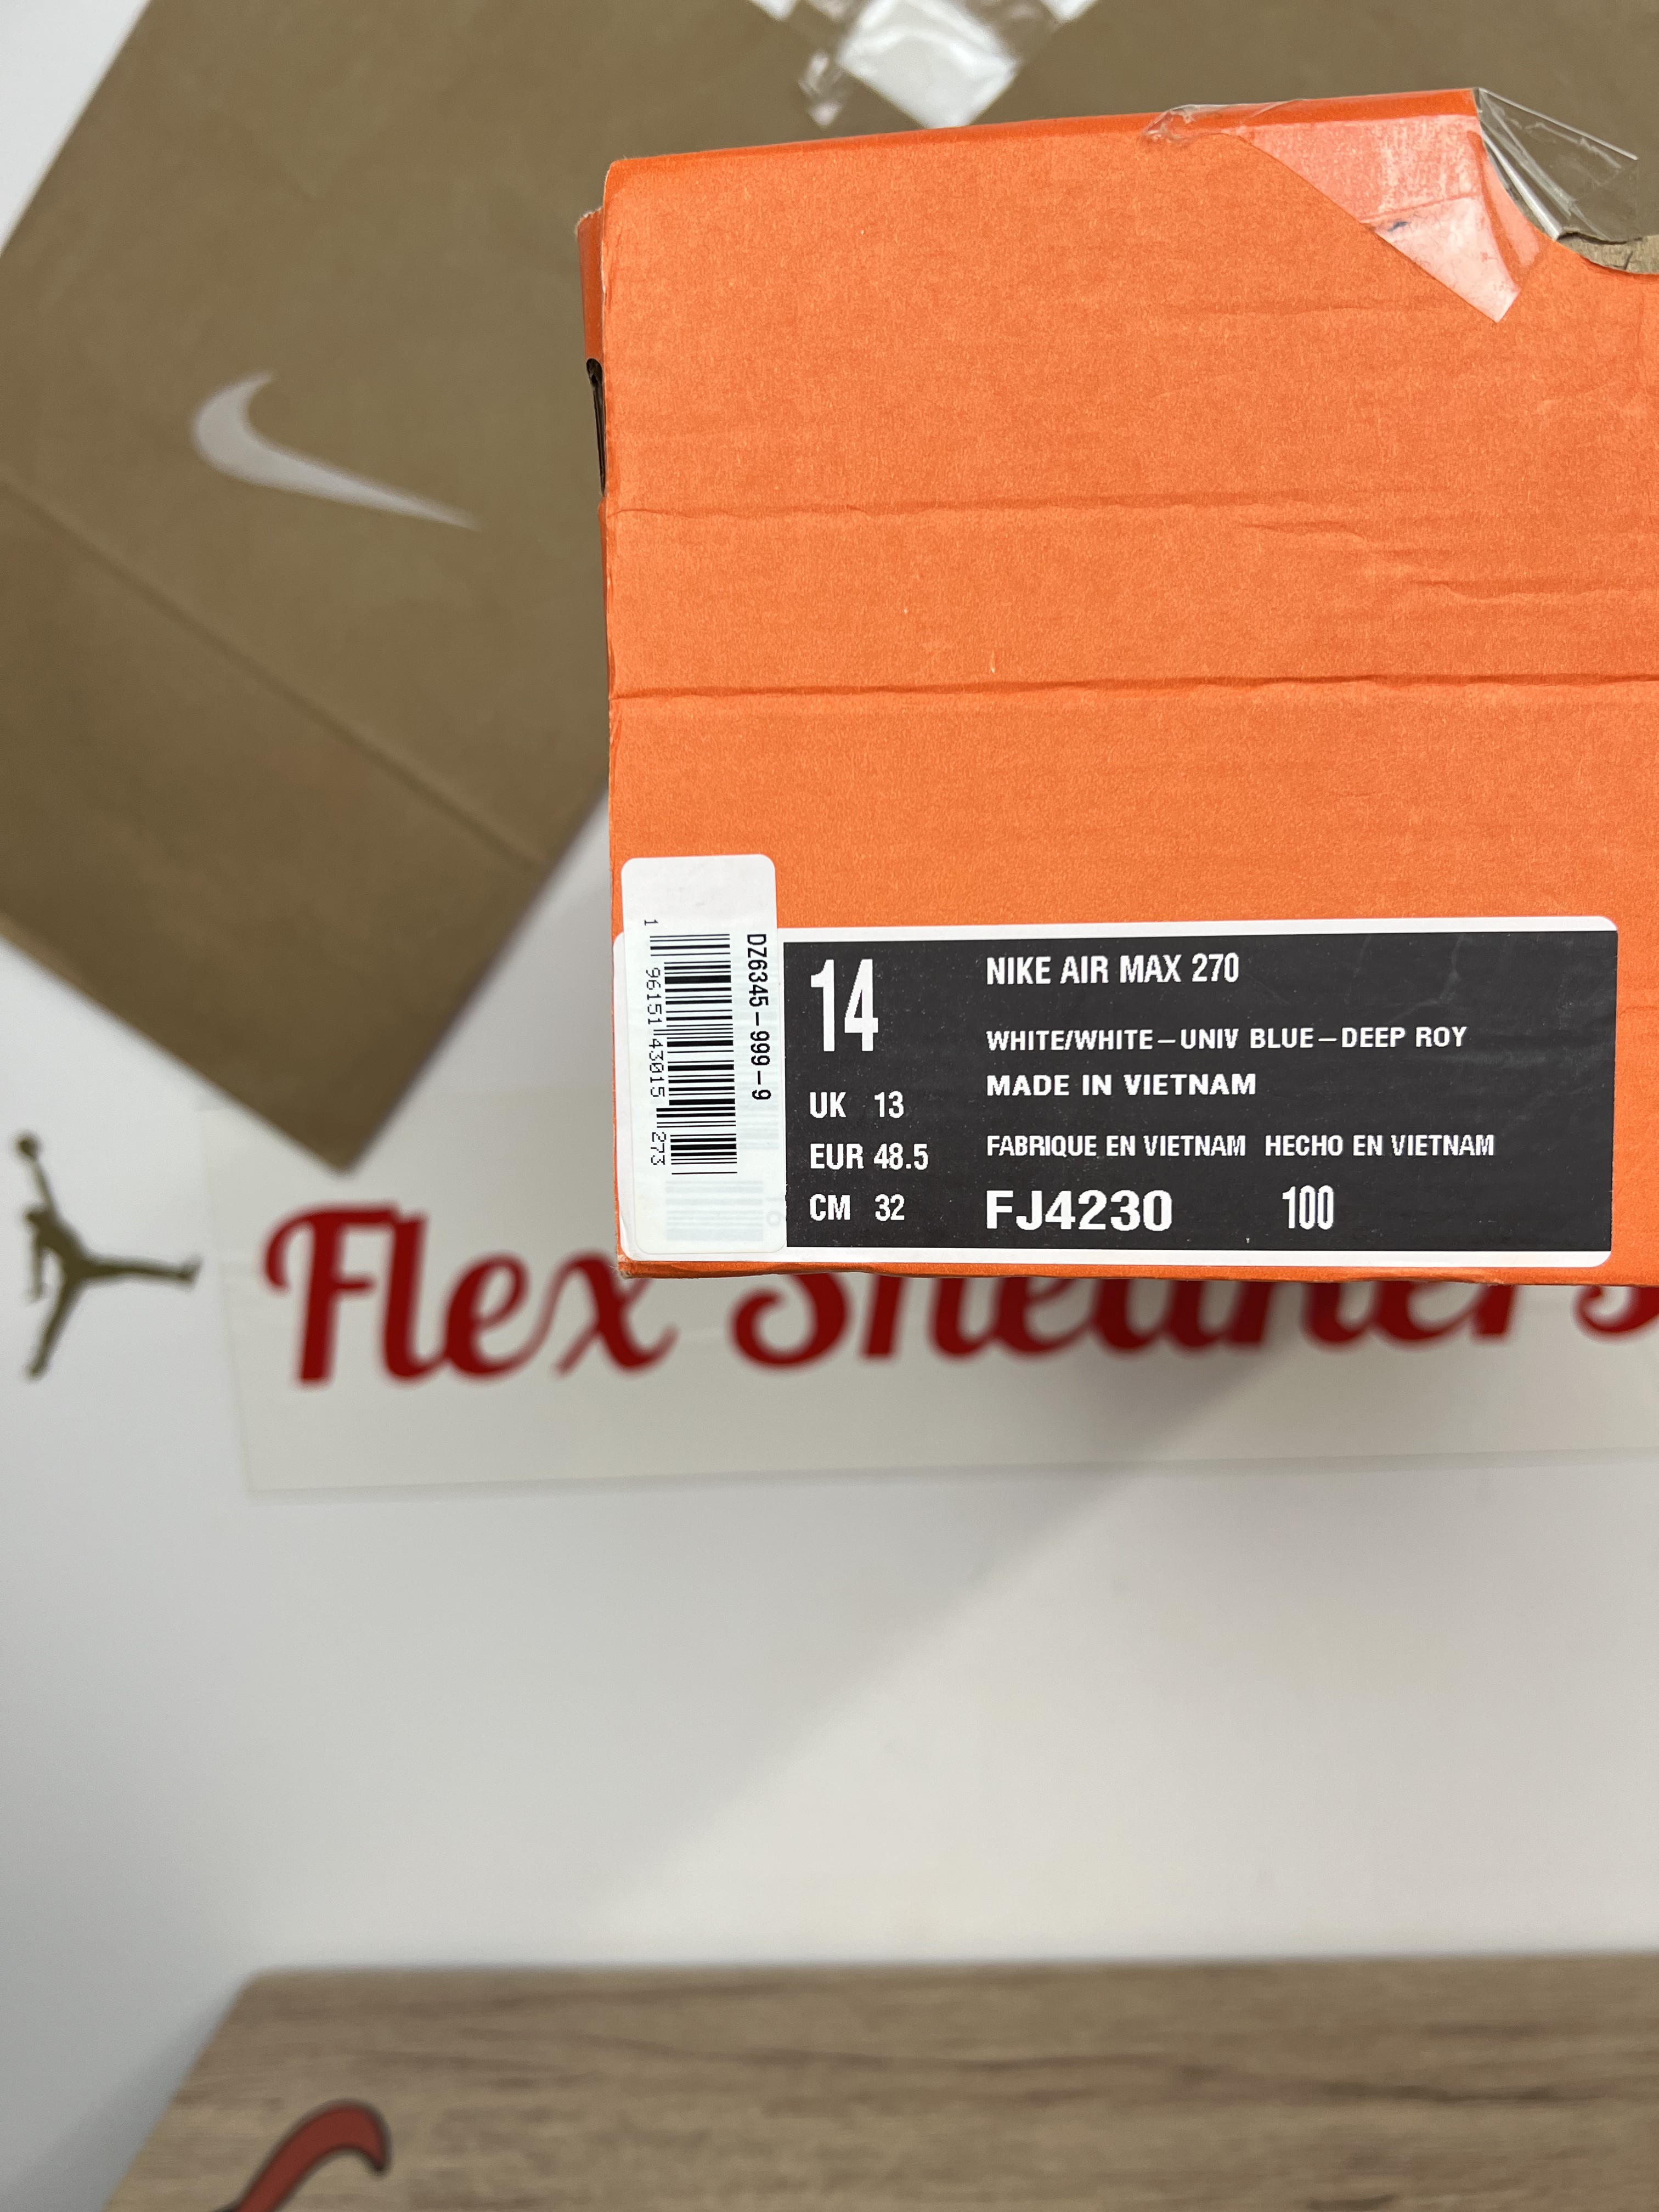 DZ6345-999-9
1 96151 43015 273
14
UK 13
EUR 48.5
CM 32
NIKE AIR MAX 270
WHITE/WHITE-UNIV BLUE-DEEP ROY
MADE IN VIETNAM
FABRIQUE EN VIETNAM HECHO EN VIETNAM
FJ4230 100
Flex Sneakers